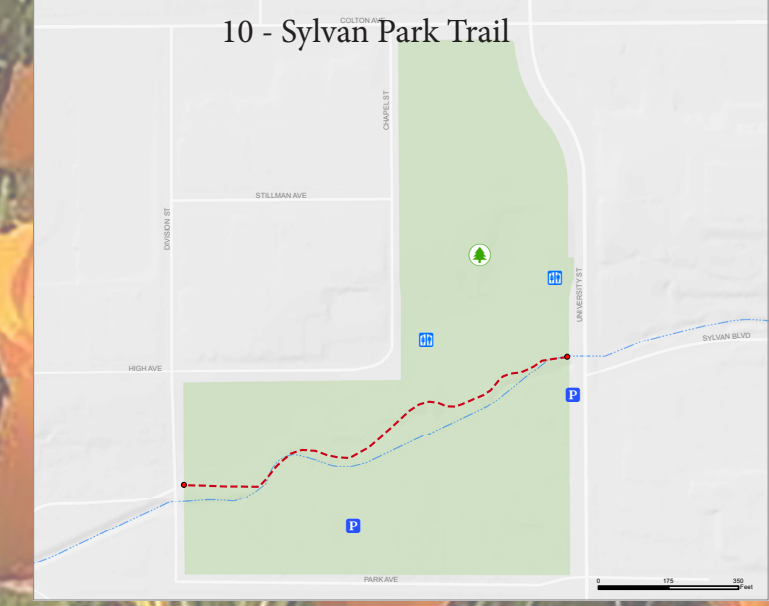 COLTON AVE
10 - Sylvan Park Trail
CHAPEL ST
STILLMAN AVE
DIVISION ST
UNIVERSITY ST
SYLVAN BLVD
HIGH AVE
P
P
PARK AVE
0 175 350
Feet